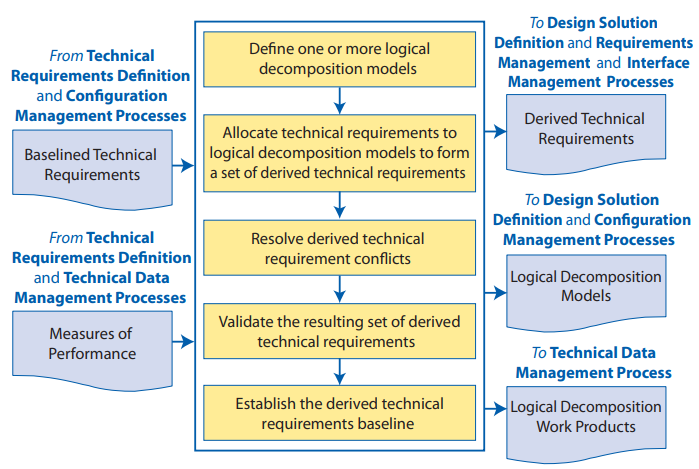 From Technical
Requirements Definition
and Configuration
Management Processes
Baselined Technical
Requirements
From Technical
Requirements Definition
and Technical Data
Management Processes
Measures of
Performance
Define one or more logical
decomposition models
Allocate technical requirements to
logical decomposition models to form
a set of derived technical requirements
Resolve derived technical
requirement conflicts
Validate the resulting set of derived
technical requirements
Establish the derived technical
requirements baseline
To Design Solution
Definition and Requirements
Management and Interface
Management Processes
Derived Technical
Requirements
To Design Solution
Definition and Configuration
Management Processes
Logical Decomposition
Models
To Technical Data
Management Process
Logical Decomposition
Work Products